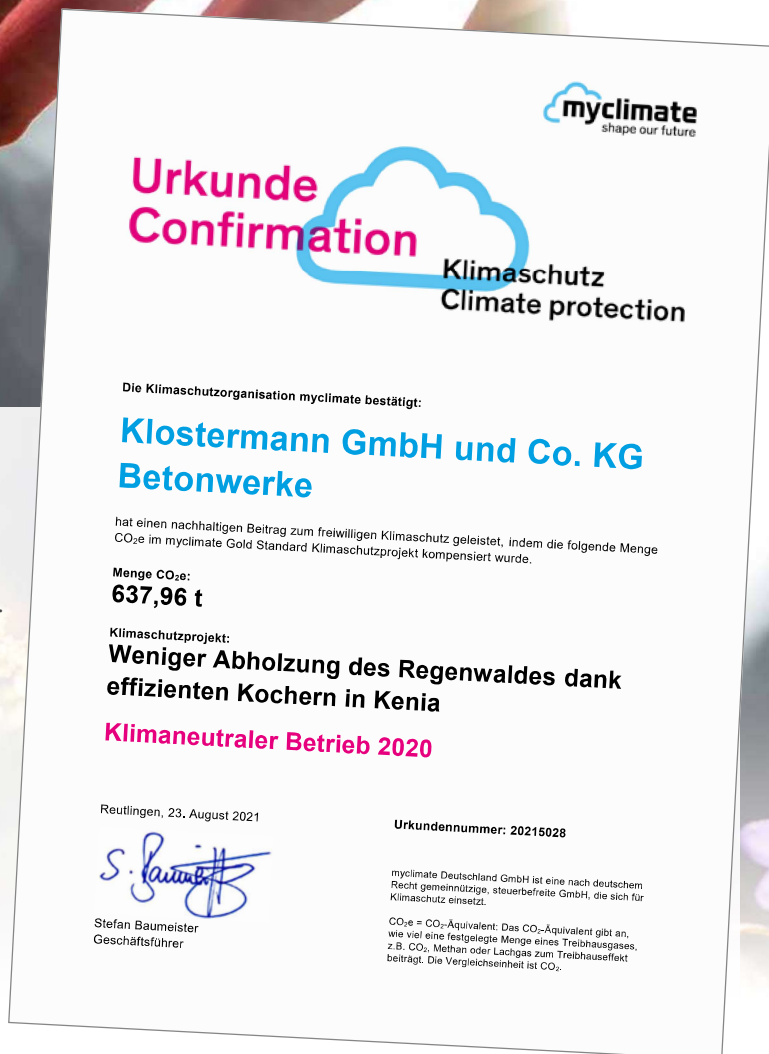 myclimate
shape our future
Urkunde
Confirmation
Klimaschutz
Climate protection
Die Klimaschutzorganisation myclimate bestätigt:
Klostermann GmbH und Co. KG
Betonwerke
hat einen nachhaltigen Beitrag zum freiwilligen Klimaschutz geleistet, indem die folgende Menge
CO₂e im myclimate Gold Standard Klimaschutzprojekt kompensiert wurde.
Menge CO₂e:
637,96 t
Klimaschutzprojekt:
Weniger Abholzung des Regenwaldes dank
effizienten Kochern in Kenia
Klimaneutraler Betrieb 2020
Reutlingen, 23. August 2021
Stefan Baumeister
Geschäftsführer
Urkundennummer: 20215028
myclimate Deutschland GmbH ist eine nach deutschem
Recht gemeinnützige, steuerbefreite GmbH, die sich für
Klimaschutz einsetzt.
CO₂e = CO₂-Äquivalent: Das CO₂-Äquivalent gibt an,
wie viel eine festgelegte Menge eines Treibhausgases,
z.B. CO₂, Methan oder Lachgas zum Treibhauseffekt
beiträgt. Die Vergleichseinheit ist CO₂.